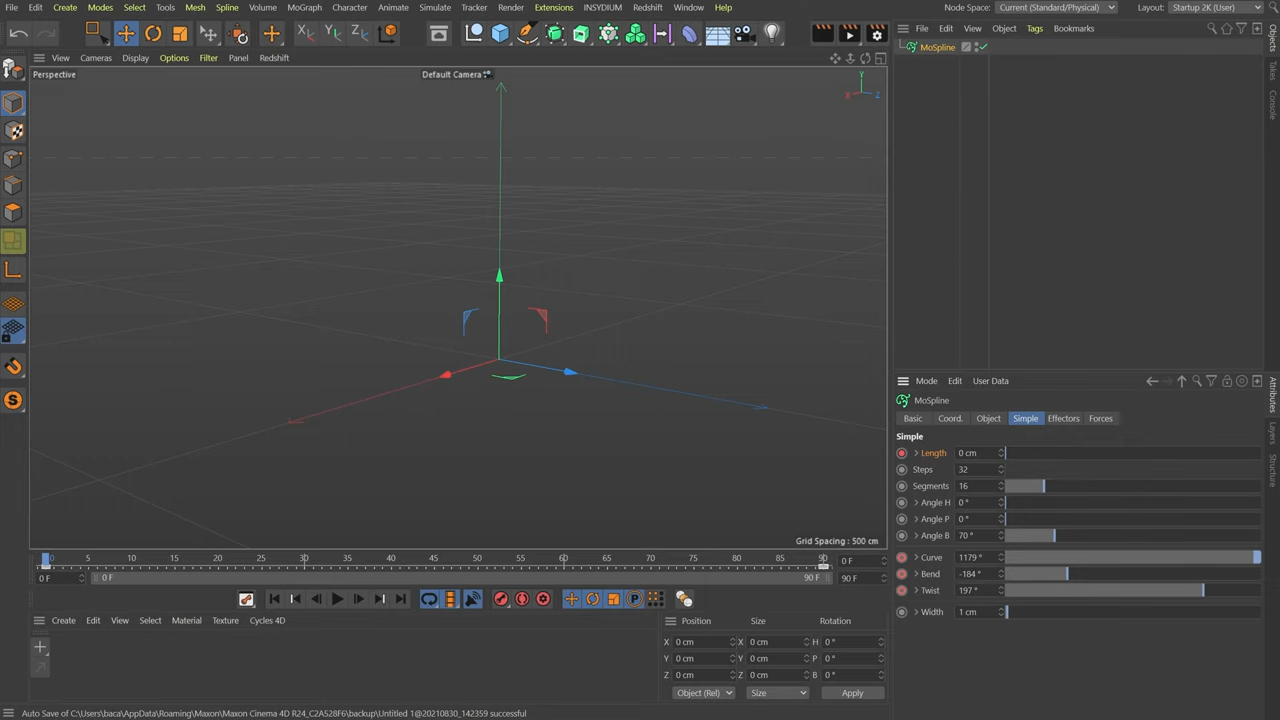 File Edit Create Modes Select Tools Mesh Spline Volume MoGraph Character Animate Simulate Tracker Render Extensions INSYDIUM Redshift Window Help Node Space: Current (Standard/Physical) Layout: Startup 2K (User)
X Y Z
File Edit View Object Tags Bookmarks
MoSpline
View Cameras Display Options Filter Panel Redshift
Perspective
Default Camera
Y
X Z
Objects
Takes
Console
Mode Edit User Data
MoSpline
Basic Coord. Object Simple Effectors Forces
Simple
Length 0 cm
Steps 32
Segments 16
Angle H 0 °
Angle P 0 °
Angle B 70 °
Curve 1179 °
Bend -184 °
Twist 197 °
Width 1 cm
Attributes
Layers
Structure
Grid Spacing : 500 cm
0 5 10 15 20 25 30 35 40 45 50 55 60 65 70 75 80 85 90 0 F
0 F 0 F 90 F 90 F
Create Edit View Select Material Texture Cycles 4D
Position Size Rotation
X 0 cm X 0 cm H 0 °
Y 0 cm Y 0 cm P 0 °
Z 0 cm Z 0 cm B 0 °
Object (Rel) Size Apply
Auto Save of C:\Users\baca\AppData\Roaming\Maxon\Maxon Cinema 4D R24_C2A528F6\backup\Untitled 1@20210830_142359 successful